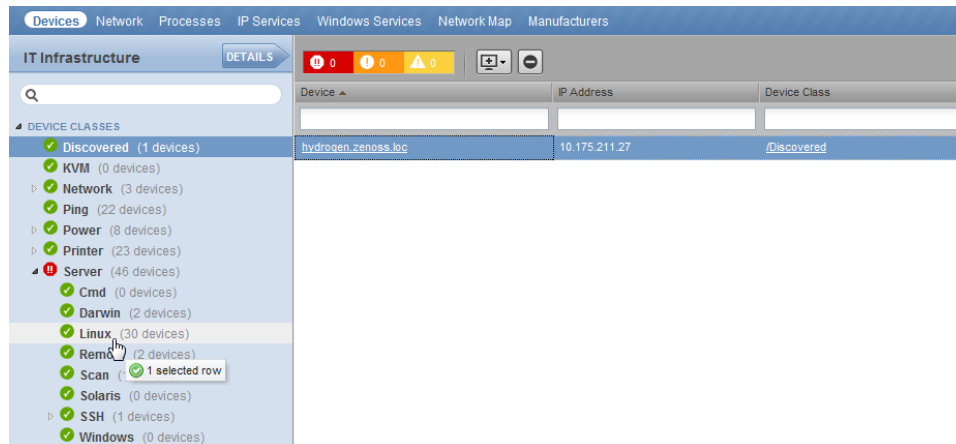 Devices Network Processes IP Services Windows Services Network Map Manufacturers
IT Infrastructure DETAILS
0 0 0
Device IP Address Device Class
DEVICE CLASSES
Discovered (1 devices)
hydrogen.zenoss.loc 10.175.211.27 /Discovered
KVM (0 devices)
Network (3 devices)
Ping (22 devices)
Power (8 devices)
Printer (23 devices)
Server (46 devices)
Cmd (0 devices)
Darwin (2 devices)
Linux (30 devices)
(2 devices)
Scan
1 selected row
Solaris (0 devices)
SSH (1 devices)
Windows (0 devices)